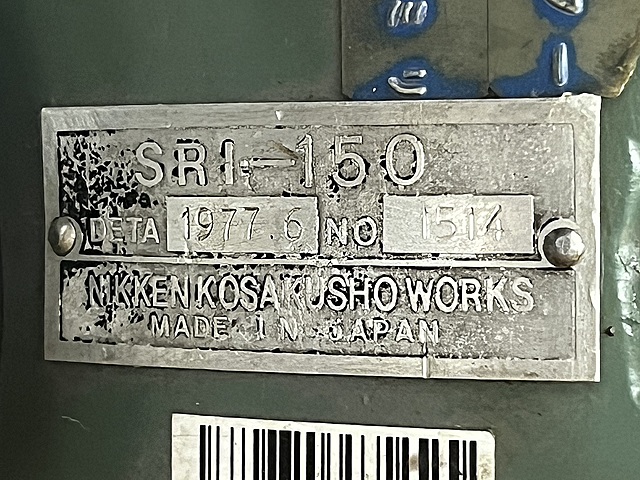 SRI-150
DETA 1977.6 NO 1514
NIKKEN KOSAKUSHO WORKS
MADE IN JAPAN